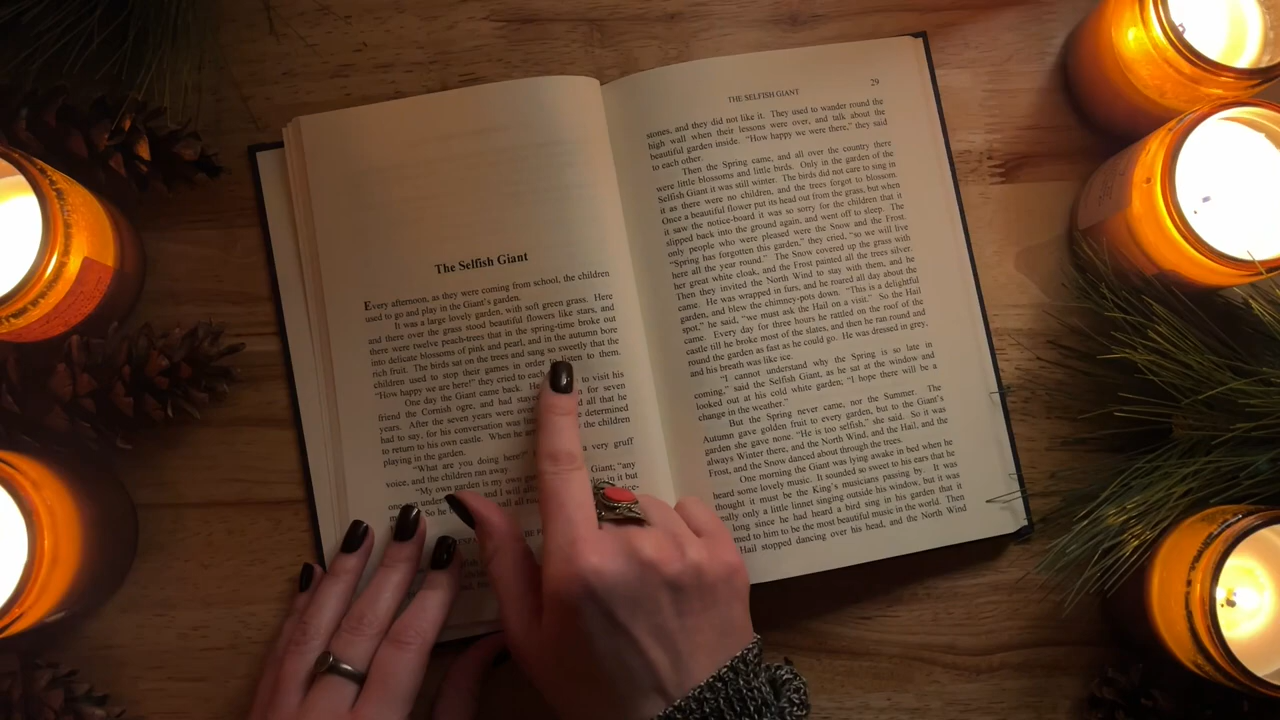 The Selfish Giant
Every afternoon, as they were coming from school, the children
used to go and play in the Giant's garden.
It was a large lovely garden, with soft green grass. Here
and there over the grass stood beautiful flowers like stars, and
there were twelve peach-trees that in the spring-time broke out
into delicate blossoms of pink and pearl, and in the autumn bore
rich fruit. The birds sat on the trees and sang so sweetly that the
children used to stop their games in order to listen to them.
"How happy we are here!" they cried to each
One day the Giant came back. He to visit his
friend the Cornish ogre, and had stayed for seven
years. After the seven years were over all that he
had to say, for his conversation was determined
to return to his own castle. When he the children
playing in the garden.
"What are you doing here?" a very gruff
voice, and the children ran away.
"My own garden is my own Giant; "any
one can and I will in it but
So he all
THE SELFISH GIANT 29
stones, and they did not like it. They used to wander round the
high wall when their lessons were over, and talk about the
beautiful garden inside. "How happy we were there," they said
to each other.
Then the Spring came, and all over the country there
were little blossoms and little birds. Only in the garden of the
Selfish Giant it was still winter. The birds did not care to sing in
it as there were no children, and the trees forgot to blossom.
Once a beautiful flower put its head out from the grass, but when
it saw the notice-board it was so sorry for the children that it
slipped back into the ground again, and went off to sleep. The
only people who were pleased were the Snow and the Frost.
"Spring has forgotten this garden," they cried, "so we will live
here all the year round." The Snow covered up the grass with
her great white cloak, and the Frost painted all the trees silver.
Then they invited the North Wind to stay with them, and he
came. He was wrapped in furs, and he roared all day about the
garden, and blew the chimney-pots down. "This is a delightful
spot," he said, "we must ask the Hail on a visit." So the Hail
came. Every day for three hours he rattled on the roof of the
castle till he broke most of the slates, and then he ran round and
round the garden as fast as he could go. He was dressed in grey,
and his breath was like ice.
"I cannot understand why the Spring is so late in
coming," said the Selfish Giant, as he sat at the window and
looked out at his cold white garden; "I hope there will be a
change in the weather."
But the Spring never came, nor the Summer. The
Autumn gave golden fruit to every garden, but to the Giant's
garden she gave none. "He is too selfish," she said. So it was
always Winter there, and the North Wind, and the Hail, and the
Frost, and the Snow danced about through the trees.
One morning the Giant was lying awake in bed when he
heard some lovely music. It sounded so sweet to his ears that he
thought it must be the King's musicians passing by. It was
really only a little linnet singing outside his window, but it was
long since he had heard a bird sing in his garden that it
to him to be the most beautiful music in the world. Then
Hail stopped dancing over his head, and the North Wind